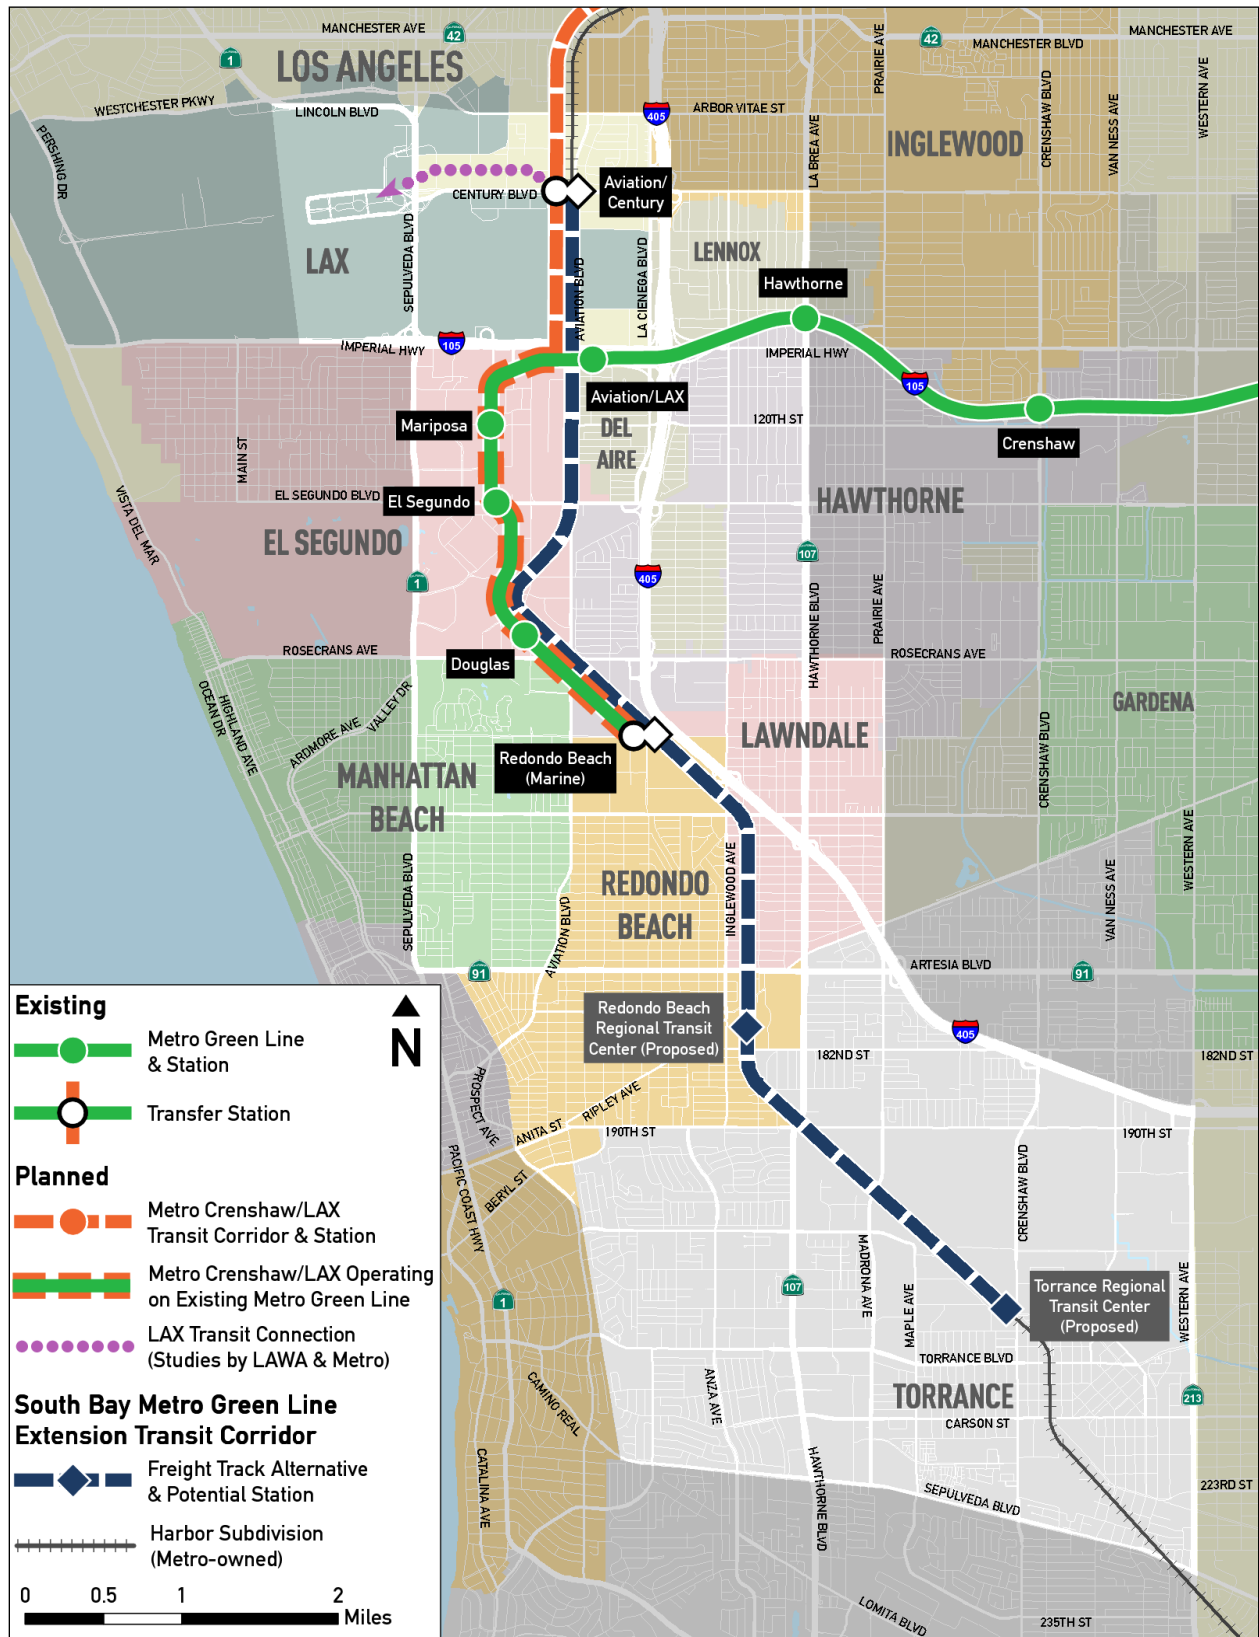 MANCHESTER AVE
42
1
LOS ANGELES
PRAIRIE AVE
42
MANCHESTER BLVD
MANCHESTER AVE
WESTCHESTER PKWY
LINCOLN BLVD
405
ARBOR VITAE ST
LA BREA AVE
INGLEWOOD
CRENSHAW BLVD
VAN NESS AVE
WESTERN AVE
PERSHING DR
CENTURY BLVD
Aviation/
Century
LAX
SEPULVEDA BLVD
AVIATION BLVD
LA CIENEGA BLVD
LENNOX
Hawthorne
IMPERIAL HWY
105
IMPERIAL HWY
105
Aviation/LAX
Mariposa
DEL
AIRE
120TH ST
Crenshaw
MAIN ST
EL SEGUNDO BLVD
El Segundo
HAWTHORNE
VISTA DEL MAR
EL SEGUNDO
1
405
107
HAWTHORNE BLVD
PRAIRIE AVE
ROSECRANS AVE
Douglas
ROSECRANS AVE
OCEAN DR
HIGHLAND AVE
ARDMORE AVE
VALLEY DR
GARDENA
LAWNDALE
Redondo Beach
(Marine)
MANHATTAN
BEACH
CRENSHAW BLVD
SEPULVEDA BLVD
AVIATION BLVD
REDONDO
BEACH
INGLEWOOD AVE
VAN NESS AVE
WESTERN AVE
91
ARTESIA BLVD
91
Redondo Beach
Regional Transit
Center (Proposed)
405
182ND ST
182ND ST
PROSPECT AVE
RIPLEY AVE
ANITA ST
190TH ST
190TH ST
PACIFIC COAST HWY
BERYL ST
CRENSHAW BLVD
1
107
MADRONA AVE
MAPLE AVE
Torrance Regional
Transit Center
(Proposed)
WESTERN AVE
TORRANCE BLVD
CAMINO REAL
ANZA AVE
TORRANCE
213
CARSON ST
CATALINA AVE
HAWTHORNE BLVD
SEPULVEDA BLVD
223RD ST
LOMITA BLVD
235TH ST
Existing
N
Metro Green Line
& Station
Transfer Station
Planned
Metro Crenshaw/LAX
Transit Corridor & Station
Metro Crenshaw/LAX Operating
on Existing Metro Green Line
LAX Transit Connection
(Studies by LAWA & Metro)
South Bay Metro Green Line
Extension Transit Corridor
Freight Track Alternative
& Potential Station
Harbor Subdivision
(Metro-owned)
0 0.5 1 2
Miles